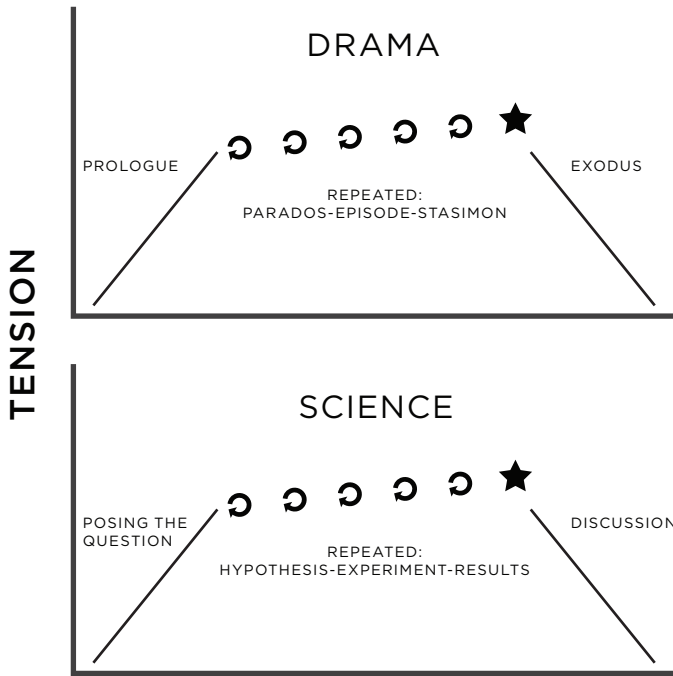 DRAMA
PROLOGUE
EXODUS
REPEATED:
PARADOS-EPISODE-STASIMON
TENSION
SCIENCE
POSING THE
QUESTION
DISCUSSION
REPEATED:
HYPOTHESIS-EXPERIMENT-RESULTS